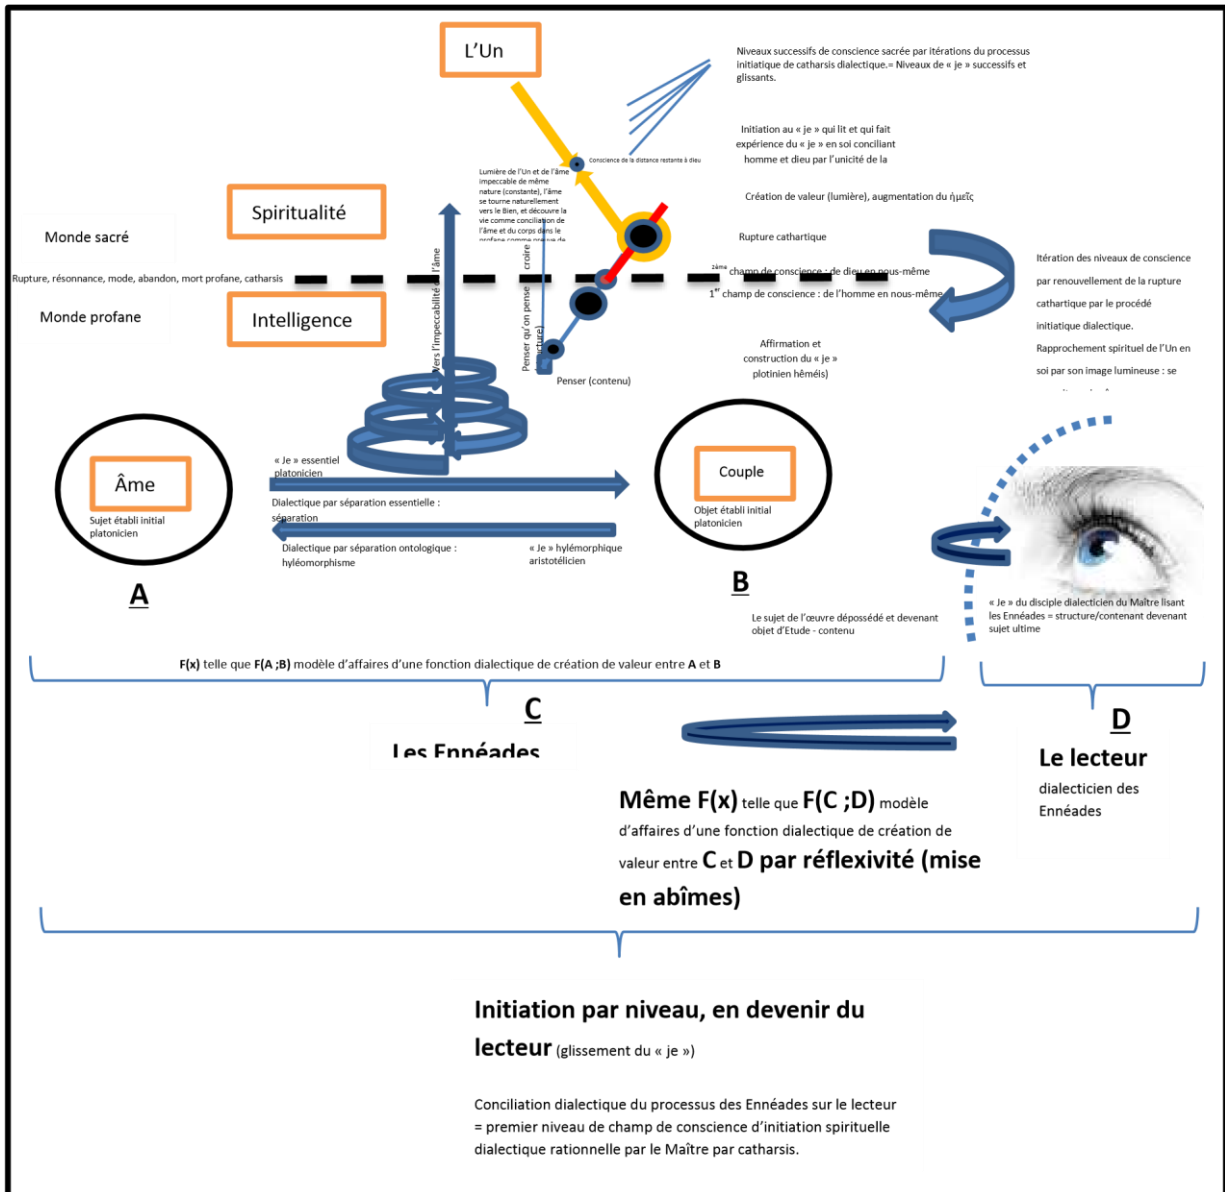 L'Un
Niveaux successifs de conscience sacrée par itérations du processus
initiatique de catharsis dialectique.= Niveaux de « je » successifs et
glissants.
Initiation au « je » qui lit et qui fait
expérience du « je » en soi conciliant
homme et dieu par l'unicité de la
Conscience de la distance restante à dieu
Lumière de l'Un et de l'âme
impeccable de même
nature (constante), l'âme
se tourne naturellement
vers le Bien, et découvre la
vie comme conciliation de
l'âme et du corps dans le
Spiritualité
Création de valeur (lumière), augmentation du ἡμεῖς
Monde sacré
Rupture cathartique
Rupture, résonnance, mode, abandon, mort profane, catharsis
2ème champ de conscience : de dieu en nous-même
1er champ de conscience : de l'homme en nous-même
Monde profane
Intelligence
Vers l'impeccabilité de l'âme
Penser qu'on pense croire
Penser (contenu)
Affirmation et
construction du « je »
plotinien hêméis)
Itération des niveaux de conscience
par renouvellement de la rupture
cathartique par le procédé
initiatique dialectique.
Rapprochement spirituel de l'Un en
soi par son image lumineuse : se
Âme
Sujet établi initial
platonicien
A
« Je » essentiel
platonicien
Dialectique par séparation essentielle :
séparation
Dialectique par séparation ontologique :
hyléomorphisme
« Je » hylémorphique
aristotélicien
Couple
Objet établi initial
platonicien
B
Le sujet de l'œuvre dépossédé et devenant
objet d'Etude - contenu
« Je » du disciple dialecticien du Maître lisant
les Ennéades = structure/contenant devenant
sujet ultime
F(x) telle que F(A ;B) modèle d'affaires d'une fonction dialectique de création de valeur entre A et B
C
Les Ennéades
D
Le lecteur
dialecticien des
Ennéades
Même F(x) telle que F(C ;D) modèle
d'affaires d'une fonction dialectique de création de
valeur entre C et D par réflexivité (mise
en abîmes)
Initiation par niveau, en devenir du
lecteur (glissement du « je »)
Conciliation dialectique du processus des Ennéades sur le lecteur
= premier niveau de champ de conscience d'initiation spirituelle
dialectique rationnelle par le Maître par catharsis.